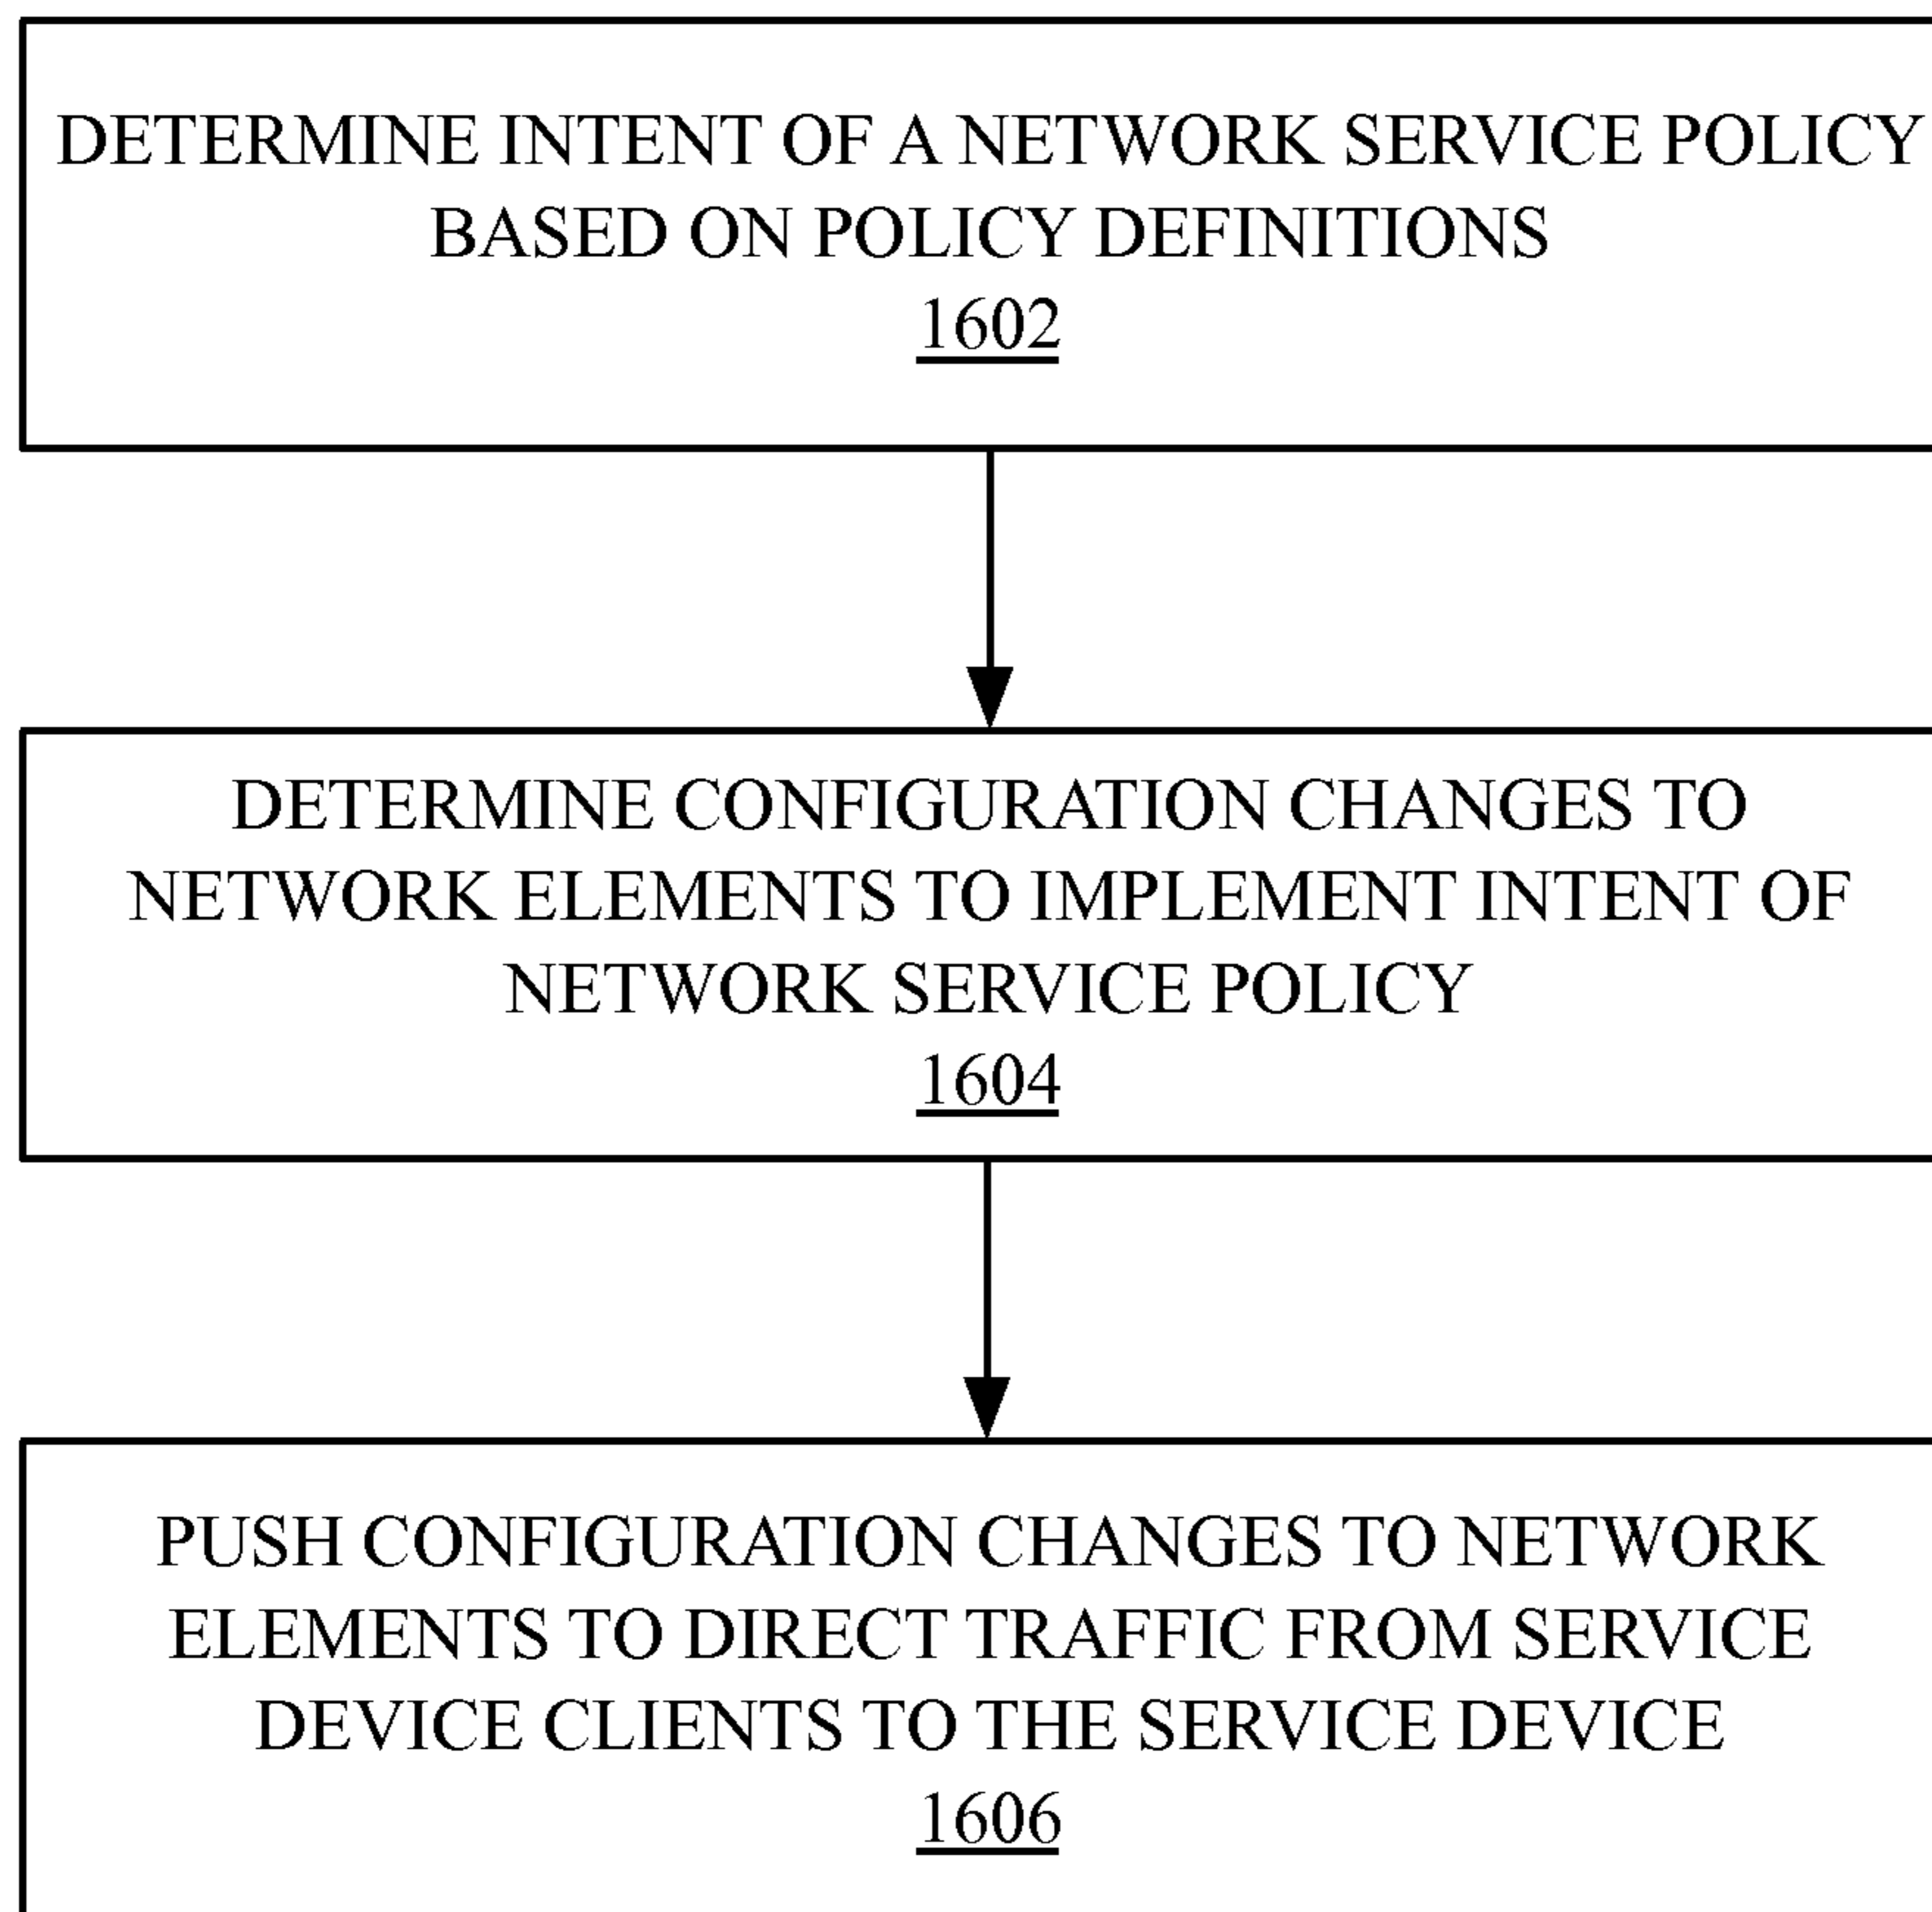 DETERMINE INTENT OF A NETWORK SERVICE POLICY
BASED ON POLICY DEFINITIONS
1602
DETERMINE CONFIGURATION CHANGES TO
NETWORK ELEMENTS TO IMPLEMENT INTENT OF
NETWORK SERVICE POLICY
1604
PUSH CONFIGURATION CHANGES TO NETWORK
ELEMENTS TO DIRECT TRAFFIC FROM SERVICE
DEVICE CLIENTS TO THE SERVICE DEVICE
1606